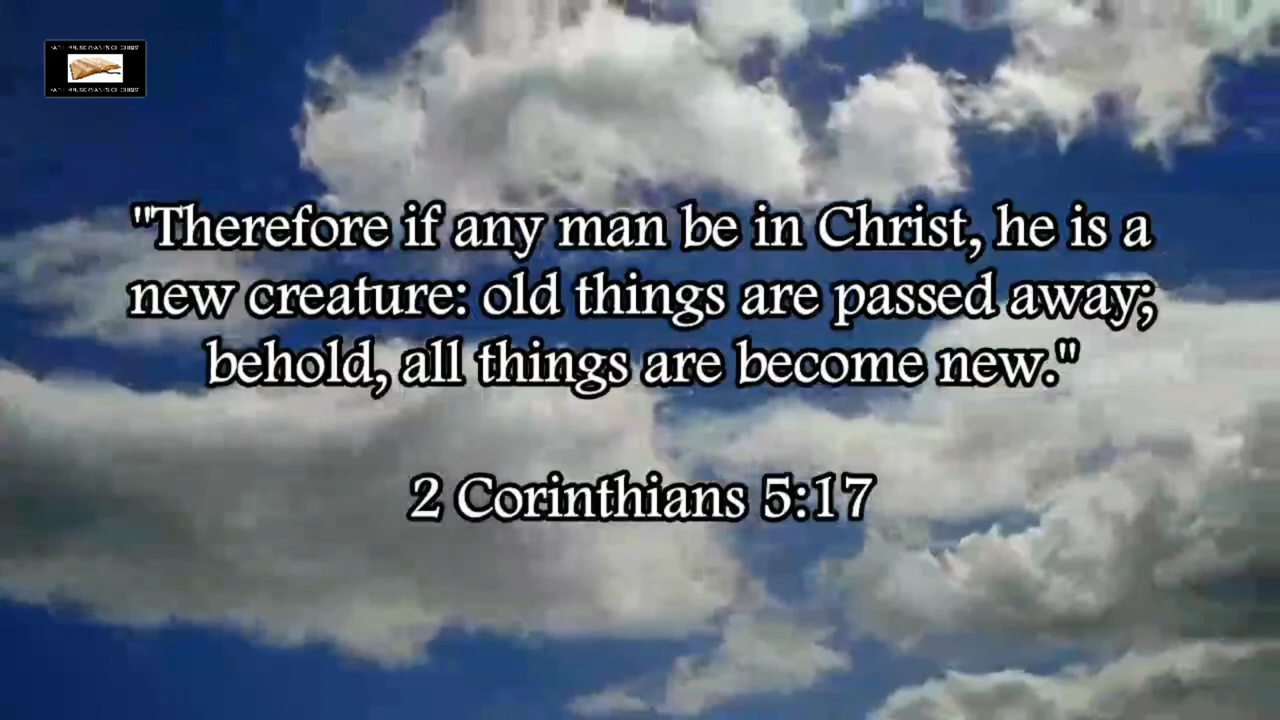 "Therefore if any man be in Christ, he is a
new creature: old things are passed away;
behold, all things are become new."
2 Corinthians 5:17